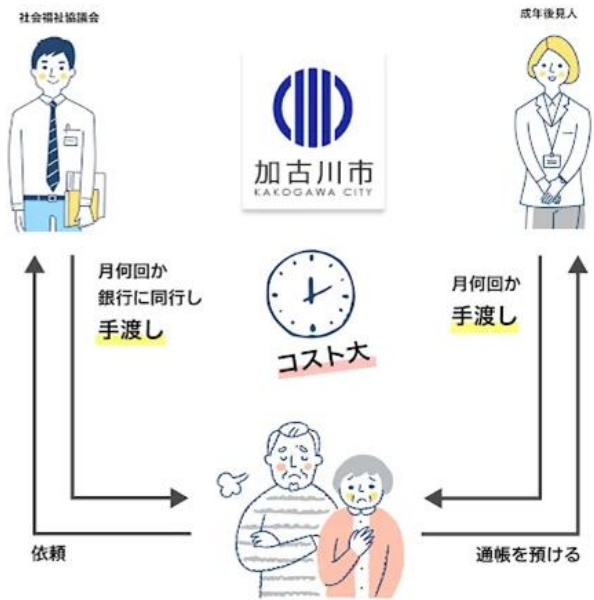 社会福祉協議会
成年後見人
加古川市
KAKOGAWA CITY
月何回か
銀行に同行し
手渡し
月何回か
手渡し
コスト大
依頼
通帳を預ける